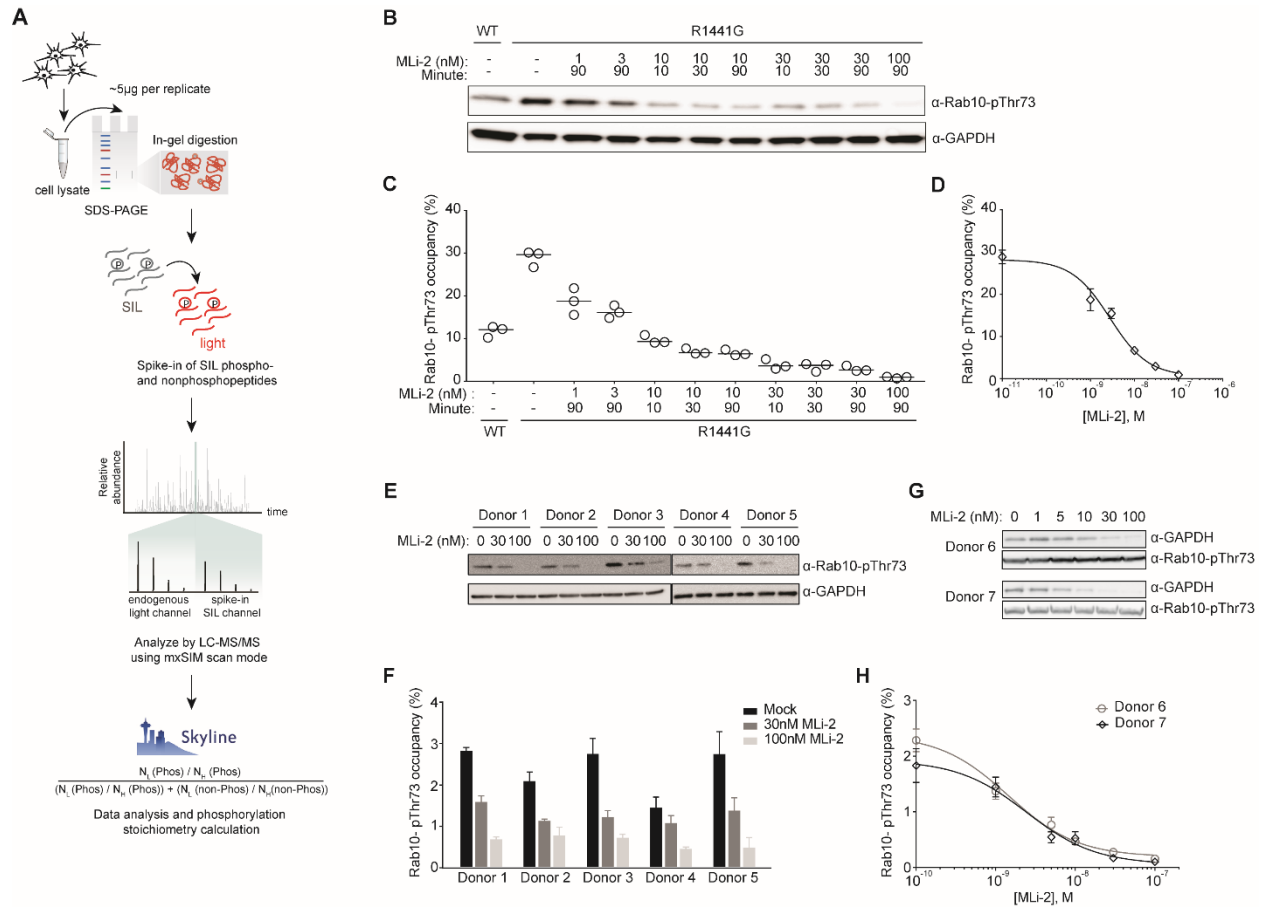 A
~5µg per replicate
In-gel digestion
cell lysate
SDS-PAGE
P P
SIL
P P
light
Spike-in of SIL phospho-
and nonphosphopeptides
Relative
abundance
time
endogenous
light channel
spike-in
SIL channel
Analyze by LC-MS/MS
using mxSIM scan mode
Skyline
N_L (Phos) / N_H (Phos)
(N_L (Phos) / N_H (Phos)) + (N_L (non-Phos) / N_H(non-Phos))
Data analysis and phosphorylation
stoichiometry calculation
B
WT R1441G
MLi-2 (nM): - - 1 3 10 10 10 30 30 30 100
Minute: - - 90 90 10 30 90 10 30 90 90
α-Rab10-pThr73
α-GAPDH
C
Rab10- pThr73 occupancy (%)
40
30
20
10
0
MLi-2 (nM) : - - 1 3 10 10 10 30 30 30 100
Minute: - - 90 90 10 30 90 10 30 90 90
WT R1441G
D
Rab10- pThr73 occupancy (%)
40
30
20
10
0
10⁻¹¹ 10⁻¹⁰ 10⁻⁹ 10⁻⁸ 10⁻⁷ 10⁻⁶
[MLi-2], M
E
Donor 1 Donor 2 Donor 3 Donor 4 Donor 5
MLi-2 (nM): 0 30 100 0 30 100 0 30 100 0 30 100 0 30 100
α-Rab10-pThr73
α-GAPDH
F
Rab10- pThr73 occupancy (%)
4
3
2
1
0
Mock
30nM MLi-2
100nM MLi-2
Donor 1 Donor 2 Donor 3 Donor 4 Donor 5
G
MLi-2 (nM): 0 1 5 10 30 100
Donor 6
α-GAPDH
α-Rab10-pThr73
Donor 7
α-GAPDH
α-Rab10-pThr73
H
Rab10- pThr73 occupancy (%)
3
2
1
0
Donor 6
Donor 7
10⁻¹⁰ 10⁻⁹ 10⁻⁸ 10⁻⁷
[MLi-2], M